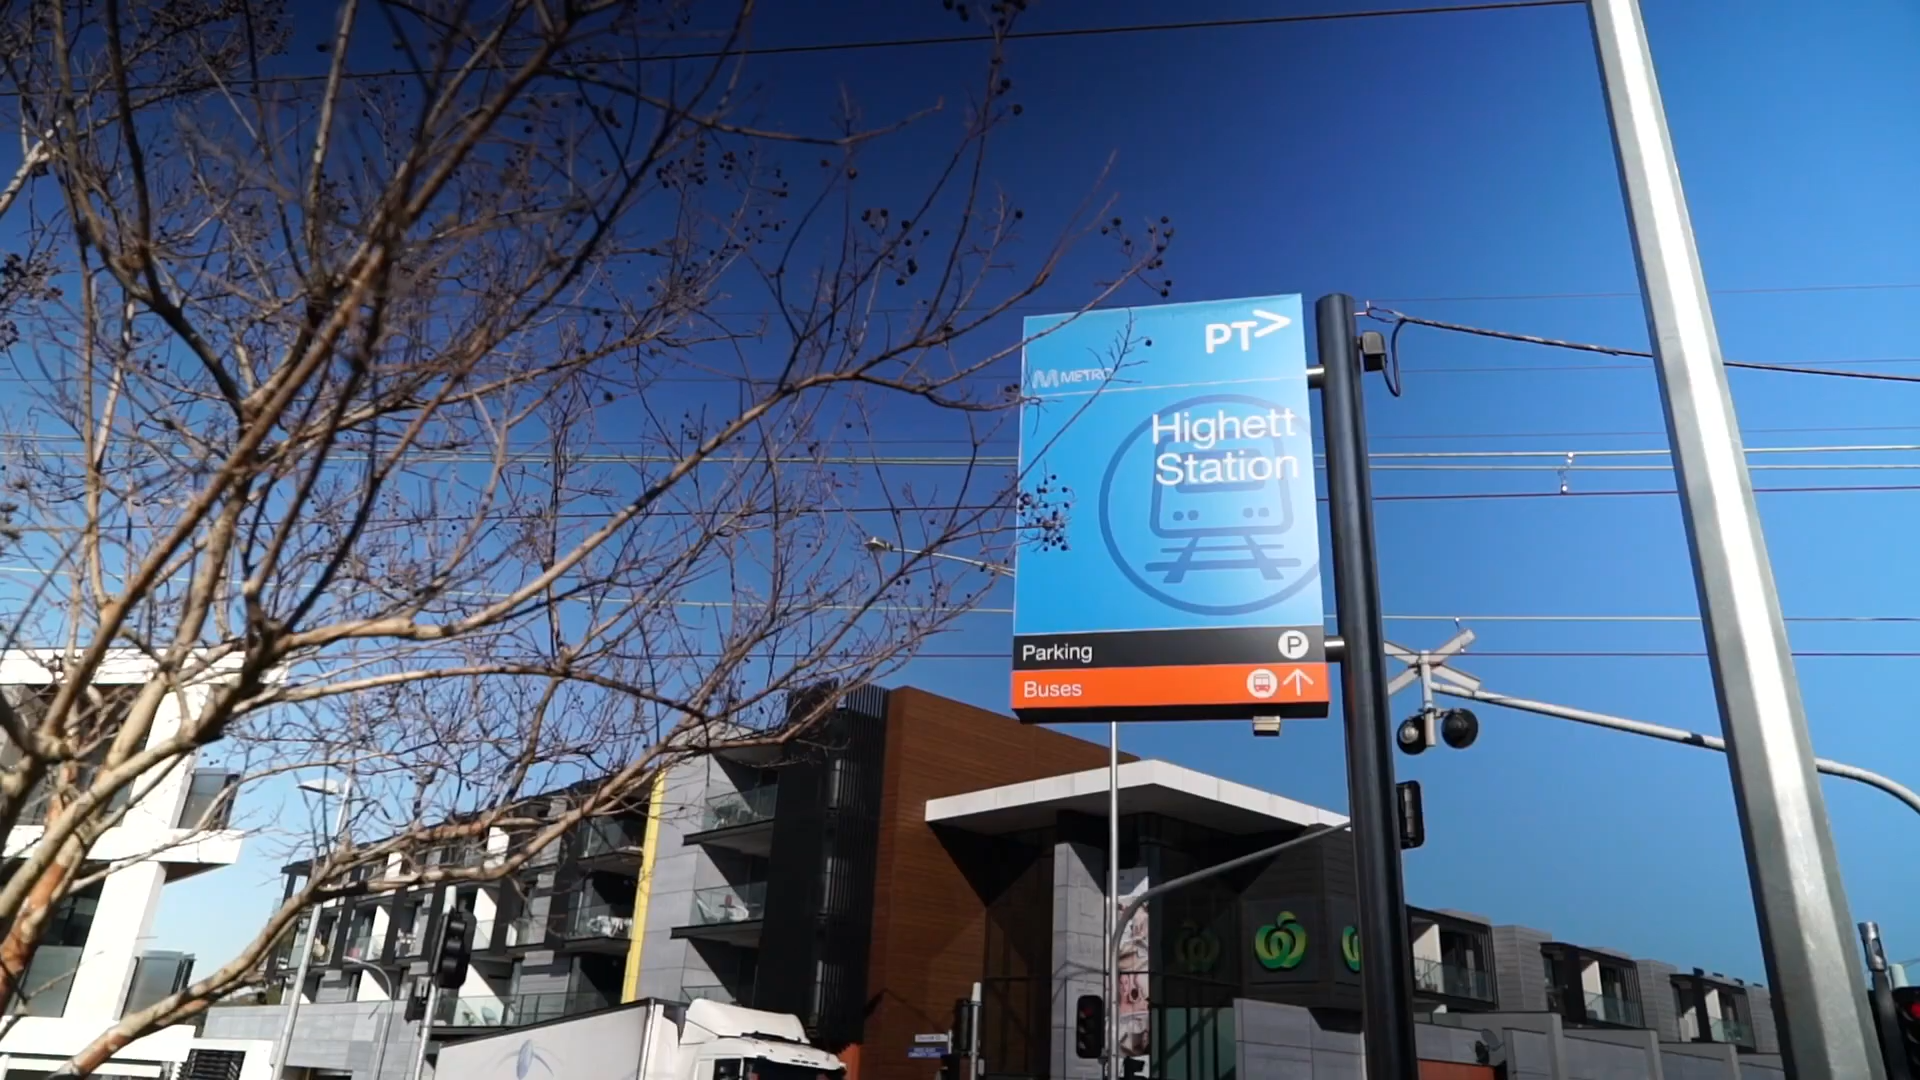 PT>
METRO
Highett
Station
Parking P
Buses